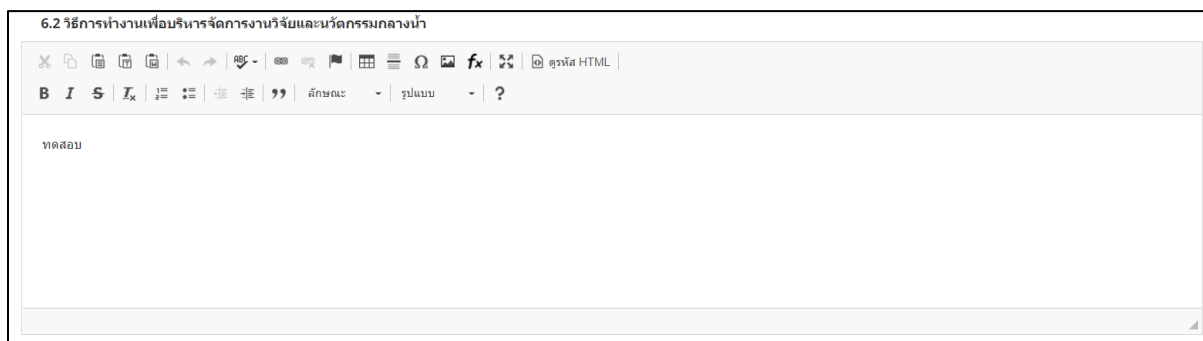 6.2 วิธีการทำงานเพื่อบริหารจัดการงานวิจัยและนวัตกรรมกลางน้ำ
ABC Ω fx ดูรหัส HTML
B I S Ix ลักษณะ รูปแบบ ?
ทดสอบ